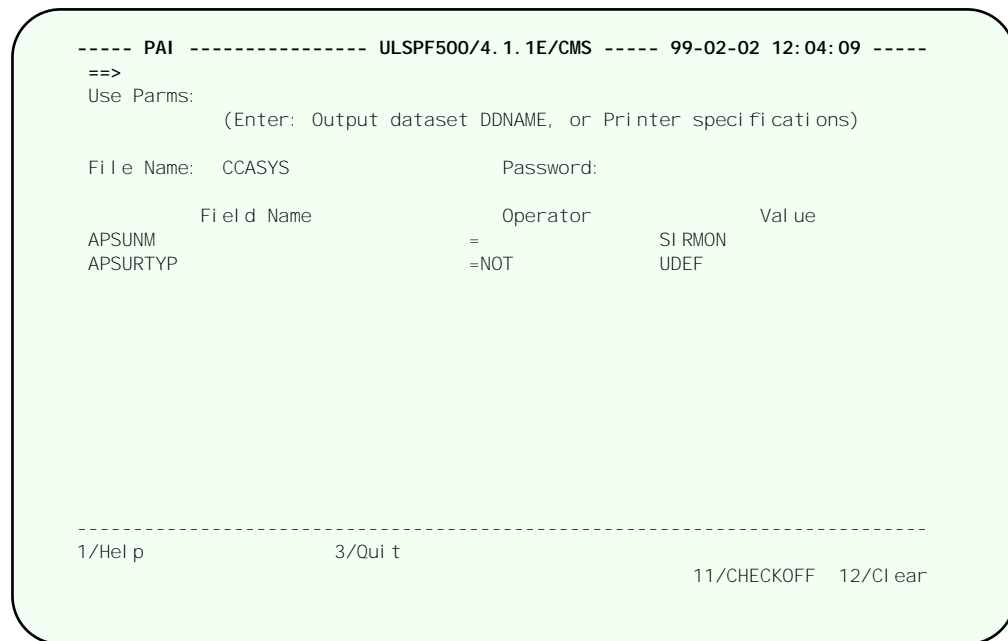 ----- PAI ---------------- ULSPF500/4.1.1E/CMS ----- 99-02-02 12:04:09 -----
==>
Use Parms:
(Enter: Output dataset DDNAME, or Printer specifications)
File Name: CCASYS Password:
Field Name Operator Value
APSUNM = SIRMON
APSURTYP =NOT UDEF
----------------------------------------------------------------------------
1/Help 3/Quit
11/CHECKOFF 12/Clear